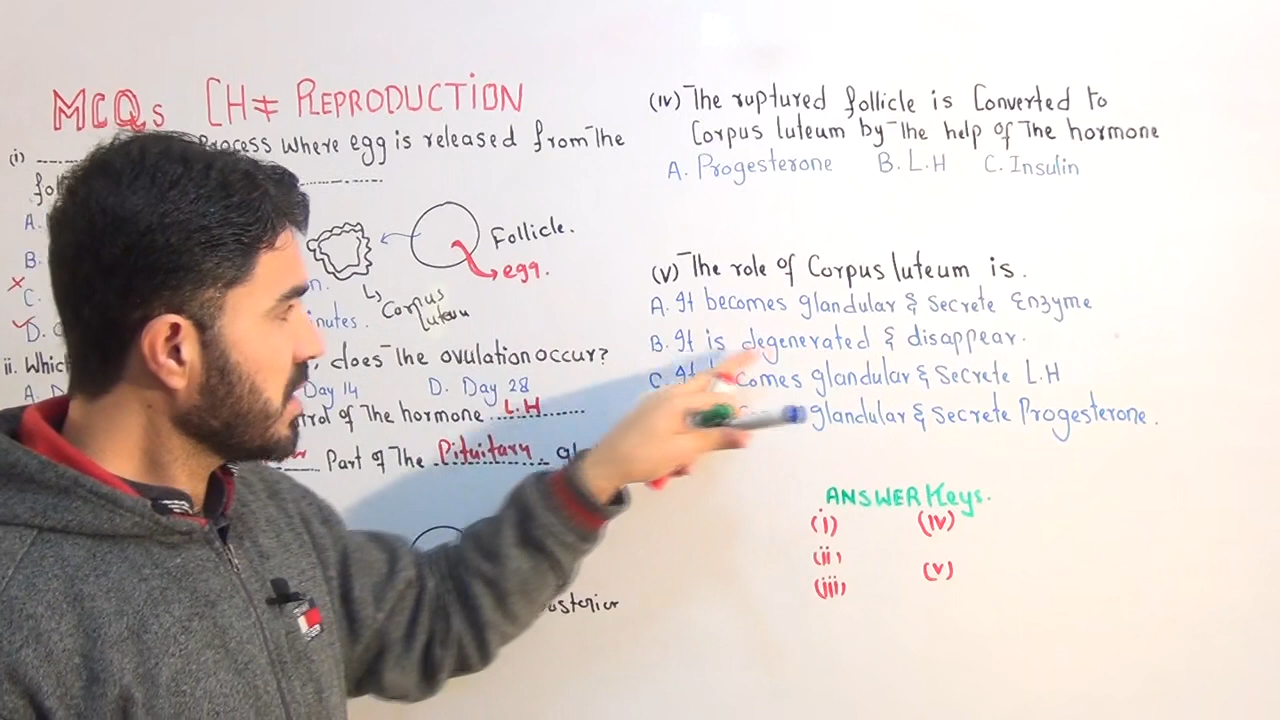 MCQs CH# REPRODUCTION
(i) Process where egg is released from the
A.
B.
C.
D.
Follicle.
egg.
Corpus
luteum
inutes.
ii. Which does the ovulation occur?
A. Day 14 D. Day 28
of the hormone L.H
Part of the Pituitary
(iv) The ruptured follicle is Converted to
Corpus luteum by the help of The hormone
A. Progesterone B. L.H C. Insulin
(v) The role of Corpus luteum is.
A. It becomes glandular & Secrete Enzyme
B. It is degenerated & disappear.
C. It comes glandular & Secrete L.H
glandular & Secrete Progesterone.
ANSWER Keys.
(i) (iv)
(ii)
(v)
(iii)